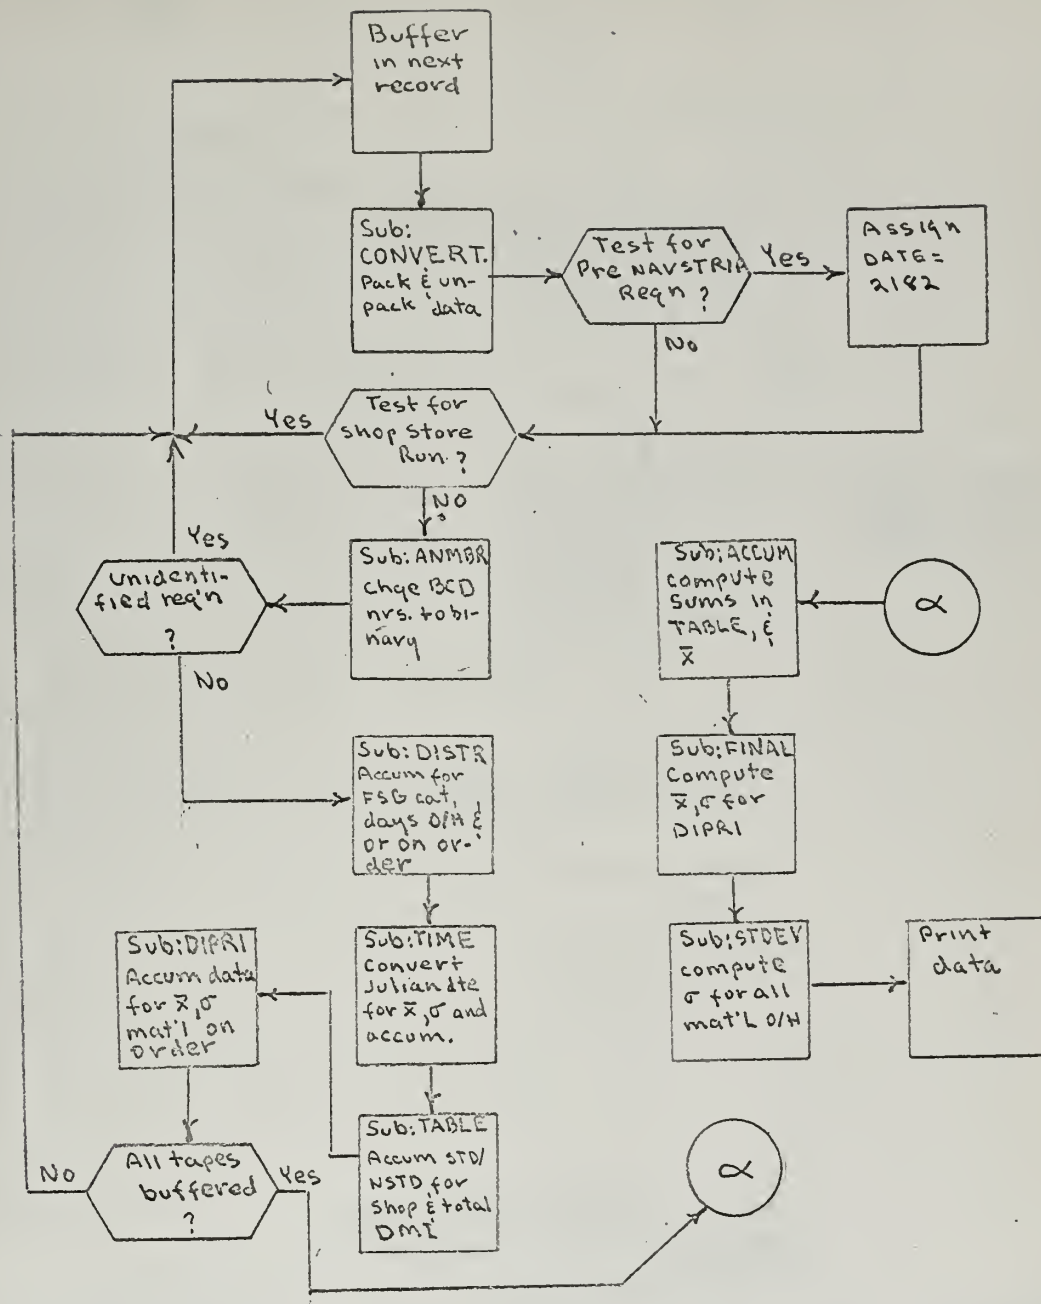 Buffer
in next
record
Sub:
CONVERT.
Pack & un-
pack data
Test for
Pre NAVSTRIP
Reqn ?
Yes
Assign
DATE=
2182
No
Test for
Shop Store
Run ?
Yes
No
Sub: ANMBR
Chge BCD
nrs. to bi-
nary
Unidenti-
fied req'n
?
Yes
No
Sub: DISTR
Accum for
FSG cat,
days O/H &
or on or-
der
Sub: TIME
Convert
Julian dte
for x̄,σ and
accum.
Sub: TABLE
Accum STD/
NSTD for
Shop & total
DMI
Sub: DIPRI
Accum data
for x̄,σ
mat'l on
order
All tapes
buffered
?
No
Yes
α
α
Sub: ACCUM
compute
Sums in
TABLE, &
x̄
Sub: FINAL
Compute
x̄,σ for
DIPRI
Sub: STDEV
compute
σ for all
mat'L O/H
Print
data